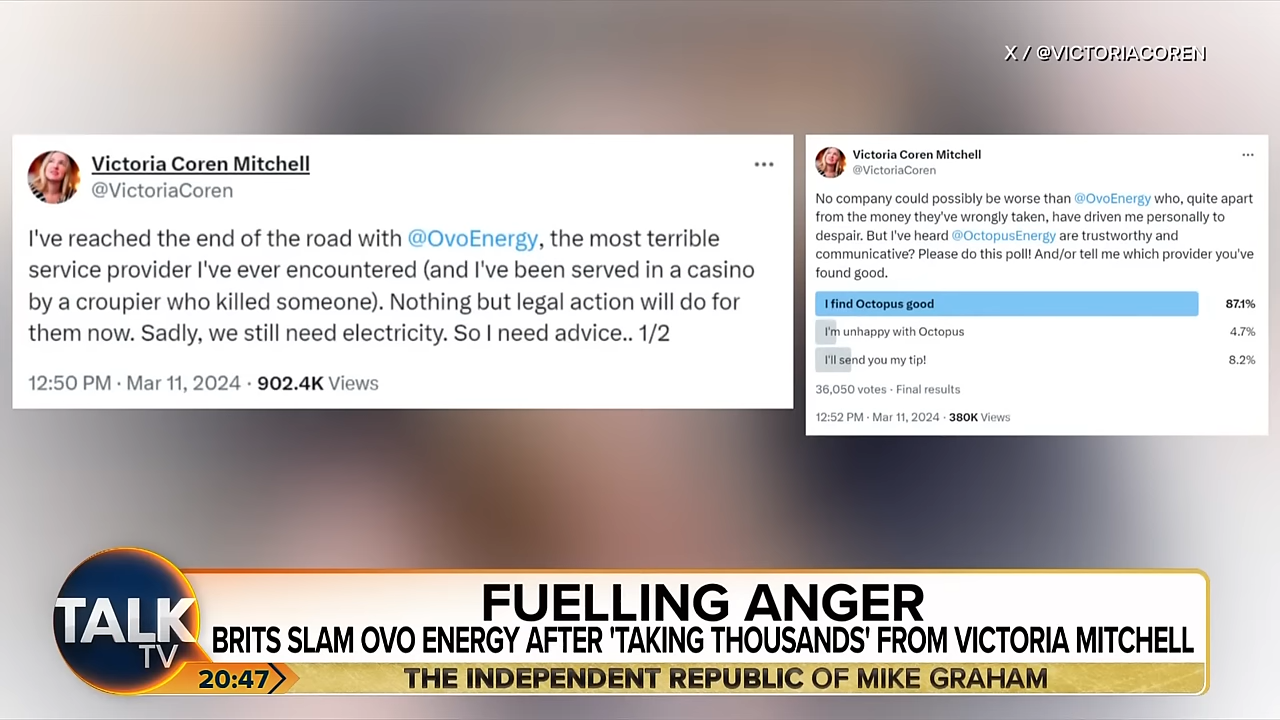 X / @VICTORIACOREN
Victoria Coren Mitchell
@VictoriaCoren
I've reached the end of the road with @OvoEnergy, the most terrible
service provider I've ever encountered (and I've been served in a casino
by a croupier who killed someone). Nothing but legal action will do for
them now. Sadly, we still need electricity. So I need advice.. 1/2
12:50 PM · Mar 11, 2024 · 902.4K Views
Victoria Coren Mitchell
@VictoriaCoren
No company could possibly be worse than @OvoEnergy who, quite apart
from the money they've wrongly taken, have driven me personally to
despair. But I've heard @OctopusEnergy are trustworthy and
communicative? Please do this poll! And/or tell me which provider you've
found good.
I find Octopus good 87.1%
I'm unhappy with Octopus 4.7%
I'll send you my tip! 8.2%
36,050 votes · Final results
12:52 PM · Mar 11, 2024 · 380K Views
TALK
TV
FUELLING ANGER
BRITS SLAM OVO ENERGY AFTER 'TAKING THOUSANDS' FROM VICTORIA MITCHELL
20:47
THE INDEPENDENT REPUBLIC OF MIKE GRAHAM